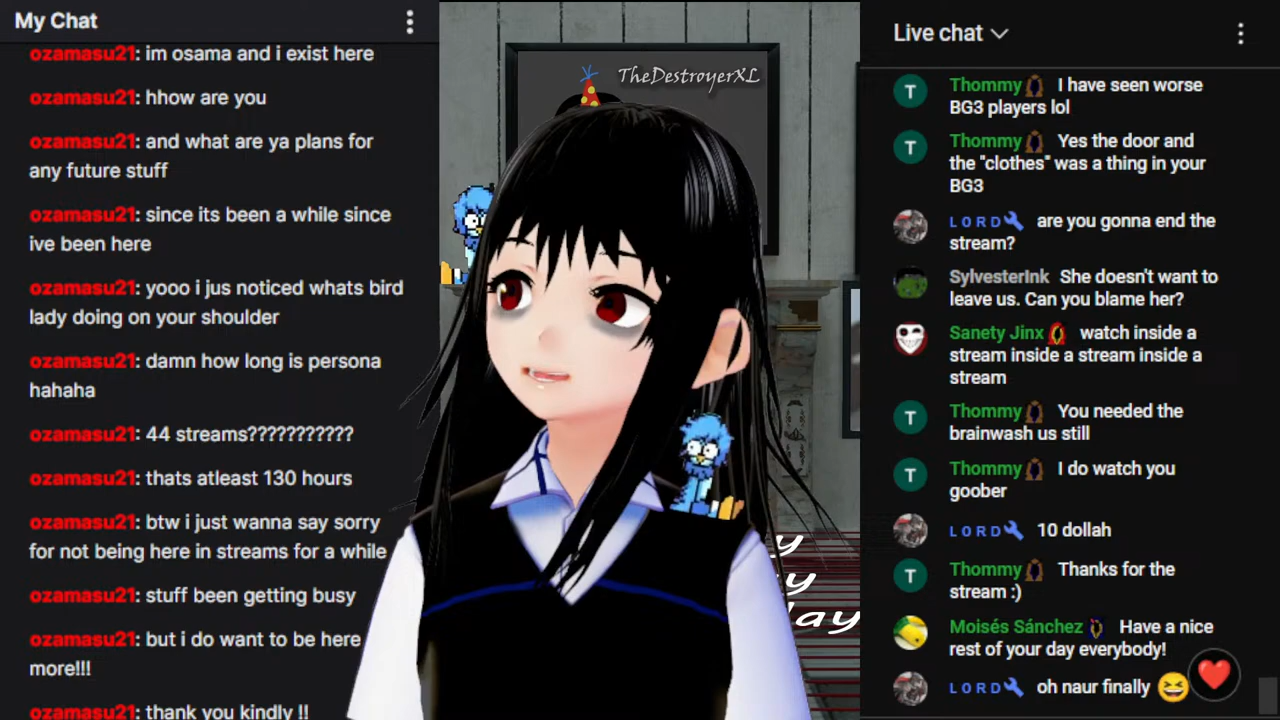 My Chat
ozamasu21: im osama and i exist here
ozamasu21: hhow are you
ozamasu21: and what are ya plans for
any future stuff
ozamasu21: since its been a while since
ive been here
ozamasu21: yooo i jus noticed whats bird
lady doing on your shoulder
ozamasu21: damn how long is persona
hahaha
ozamasu21: 44 streams???????????
ozamasu21: thats atleast 130 hours
ozamasu21: btw i just wanna say sorry
for not being here in streams for a while
ozamasu21: stuff been getting busy
ozamasu21: but i do want to be here
more!!!
ozamasu21: thank you kindly !!
TheDestroyerXL
Live chat
T Thommy I have seen worse
BG3 players lol
T Thommy Yes the door and
the "clothes" was a thing in your
BG3
LORD are you gonna end the
stream?
SylvesterInk She doesn't want to
leave us. Can you blame her?
Sanety Jinx watch inside a
stream inside a stream inside a
stream
T Thommy You needed the
brainwash us still
T Thommy I do watch you
goober
LORD 10 dollah
T Thommy Thanks for the
stream :)
Moisés Sánchez Have a nice
rest of your day everybody!
LORD oh naur finally 😆